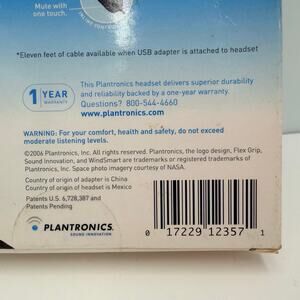 Mute with
one touch.
INLINE CONTROLS
*Eleven feet of cable available when USB adapter is attached to headset
1 YEAR
WARRANTY
This Plantronics headset delivers superior durability
and reliability backed by a one-year warranty.
Questions? 800-544-4660
www.plantronics.com
WARNING: For your comfort, health and safety, do not exceed
moderate listening levels.
©2006 Plantronics, Inc. All rights reserved. Plantronics, the logo design, Flex Grip,
Sound Innovation, and WindSmart are trademarks or registered trademarks of
Plantronics, Inc. Space photo imagery courtesy of NASA.
Country of origin of adapter is China
Country of origin of headset is Mexico
Patents U.S. 6,728,387 and
Patents Pending
PLANTRONICS
SOUND INNOVATION
0 17229 12357 1